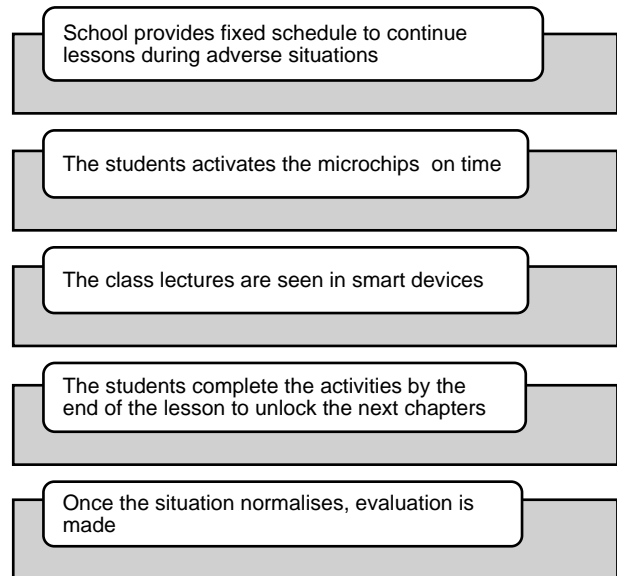 School provides fixed schedule to continue
lessons during adverse situations
The students activates the microchips on time
The class lectures are seen in smart devices
The students complete the activities by the
end of the lesson to unlock the next chapters
Once the situation normalises, evaluation is
made